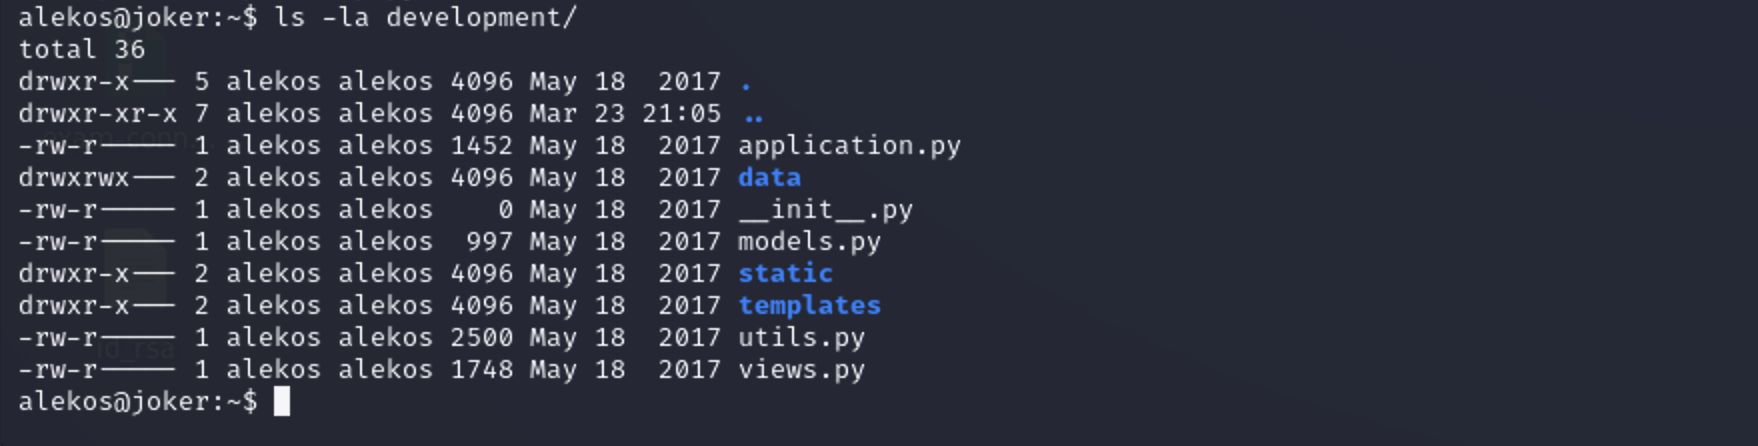 alekos@joker:~$ ls -la development/
total 36
drwxr-x--- 5 alekos alekos 4096 May 18  2017 .
drwxr-xr-x 7 alekos alekos 4096 Mar 23 21:05 ..
-rw-r----- 1 alekos alekos 1452 May 18  2017 application.py
drwxrwx--- 2 alekos alekos 4096 May 18  2017 data
-rw-r----- 1 alekos alekos    0 May 18  2017 __init__.py
-rw-r----- 1 alekos alekos  997 May 18  2017 models.py
drwxr-x--- 2 alekos alekos 4096 May 18  2017 static
drwxr-x--- 2 alekos alekos 4096 May 18  2017 templates
-rw-r----- 1 alekos alekos 2500 May 18  2017 utils.py
id_rsa
-rw-r----- 1 alekos alekos 1748 May 18  2017 views.py
alekos@joker:~$